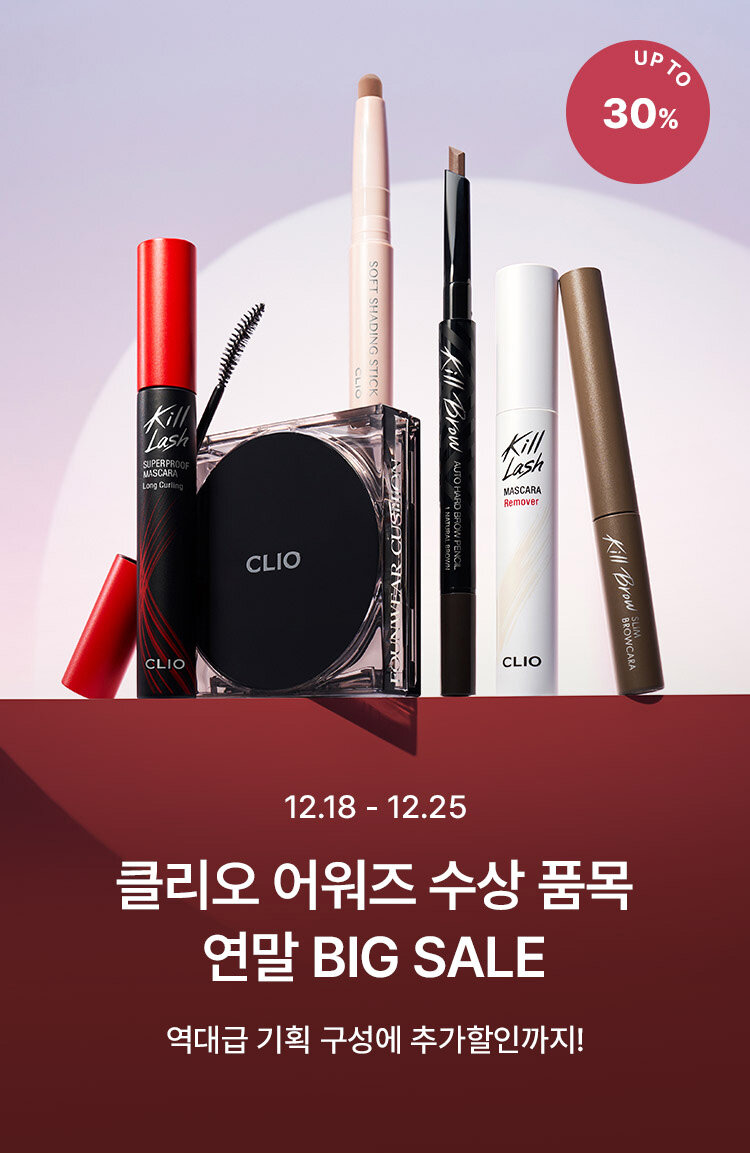 UP TO
30%
SOFT SHADING STICK
CLIO
Kill
Lash
SUPERPROOF
MASCARA
Long Curling
CLIO
CLIO
FOUNWEAR CUSHION
Kill Brow
AUTO HARD BROW PENCIL
1 NATURAL BROWN
Kill
Lash
MASCARA
Remover
CLIO
Kill Brow
SLIM
BROWCARA
12.18 - 12.25
클리오 어워즈 수상 품목
연말 BIG SALE
역대급 기획 구성에 추가할인까지!